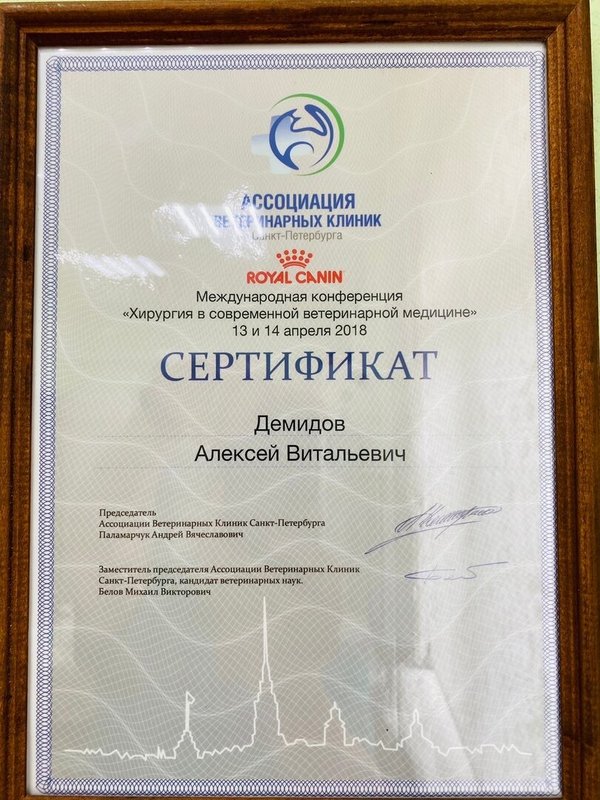 АССОЦИАЦИЯ
ВЕТЕРИНАРНЫХ КЛИНИК
Санкт-Петербурга
ROYAL CANIN
Международная конференция
«Хирургия в современной ветеринарной медицине»
13 и 14 апреля 2018
СЕРТИФИКАТ
Демидов
Алексей Витальевич
Председатель
Ассоциации Ветеринарных Клиник Санкт-Петербурга
Паламарчук Андрей Вячеславович
Заместитель председателя Ассоциации Ветеринарных Клиник
Санкт-Петербурга, кандидат ветеринарных наук.
Белов Михаил Викторович